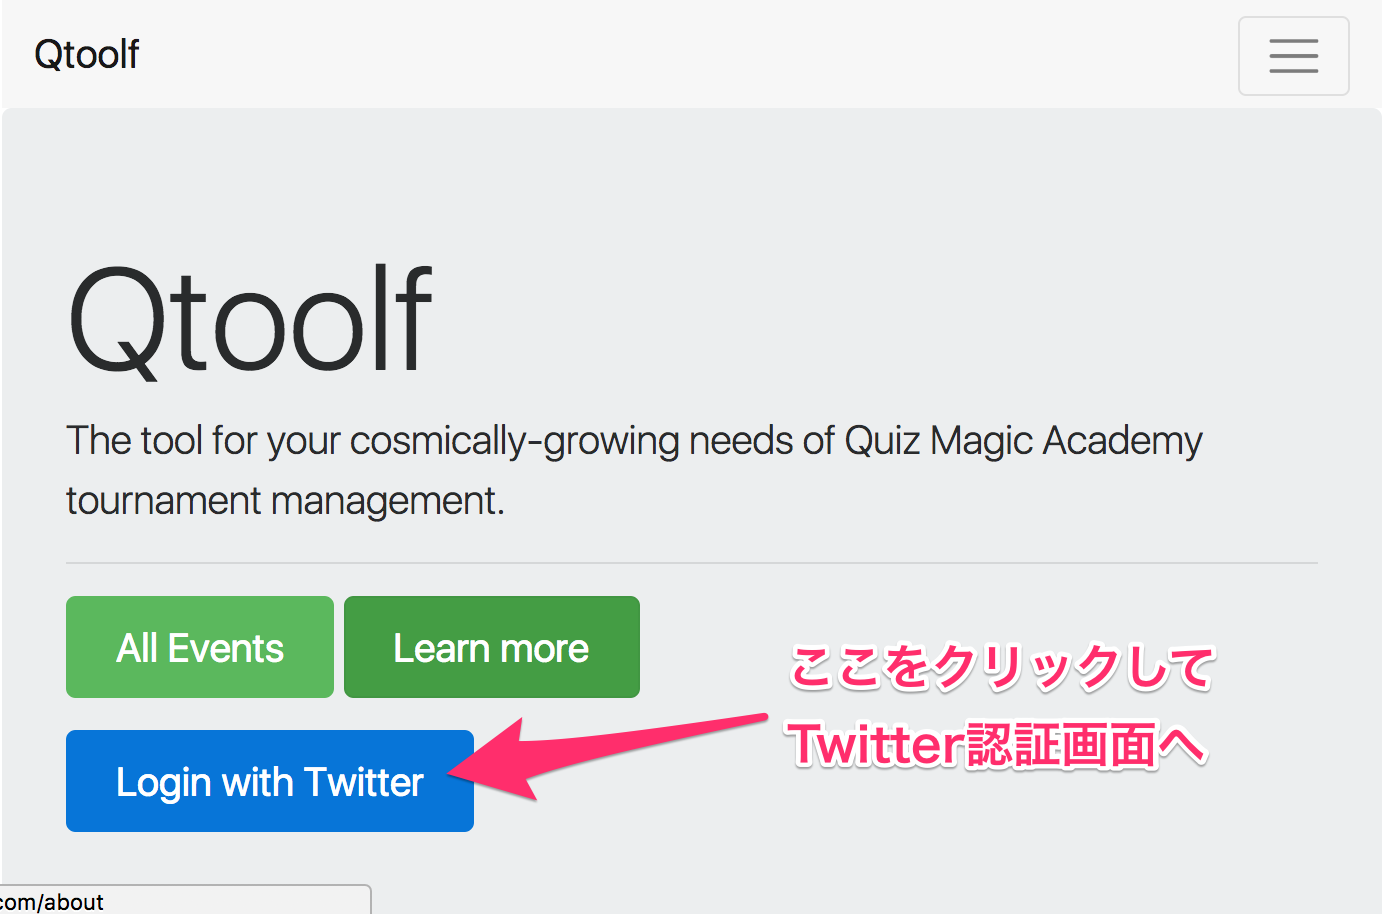 Qtoolf
Qtoolf
The tool for your cosmically-growing needs of Quiz Magic Academy
tournament management.
All Events
Learn more
ここをクリックして
Twitter認証画面へ
Login with Twitter
com/about